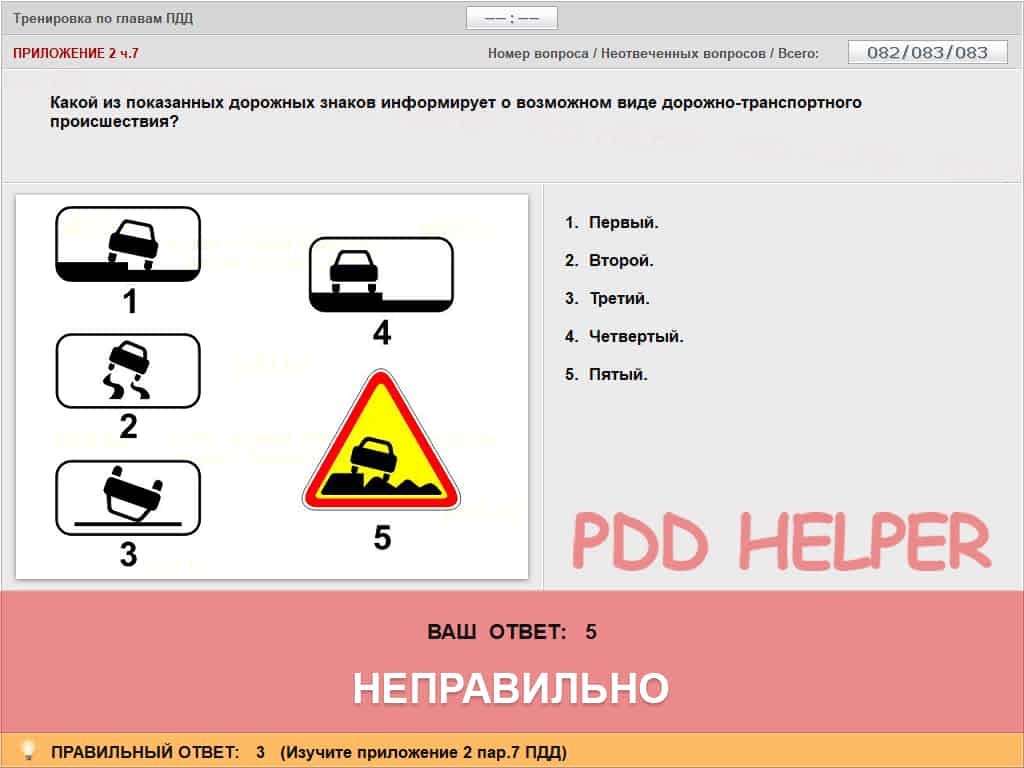 Тренировка по главам ПДД
–– : ––
ПРИЛОЖЕНИЕ 2 ч.7
Номер вопроса / Неотвеченных вопросов / Всего:
082/083/083
Какой из показанных дорожных знаков информирует о возможном виде дорожно-транспортного
происшествия?
1
2
3
4
5
1. Первый.
2. Второй.
3. Третий.
4. Четвертый.
5. Пятый.
PDD HELPER
ВАШ ОТВЕТ: 5
НЕПРАВИЛЬНО
ПРАВИЛЬНЫЙ ОТВЕТ: 3 (Изучите приложение 2 пар.7 ПДД)